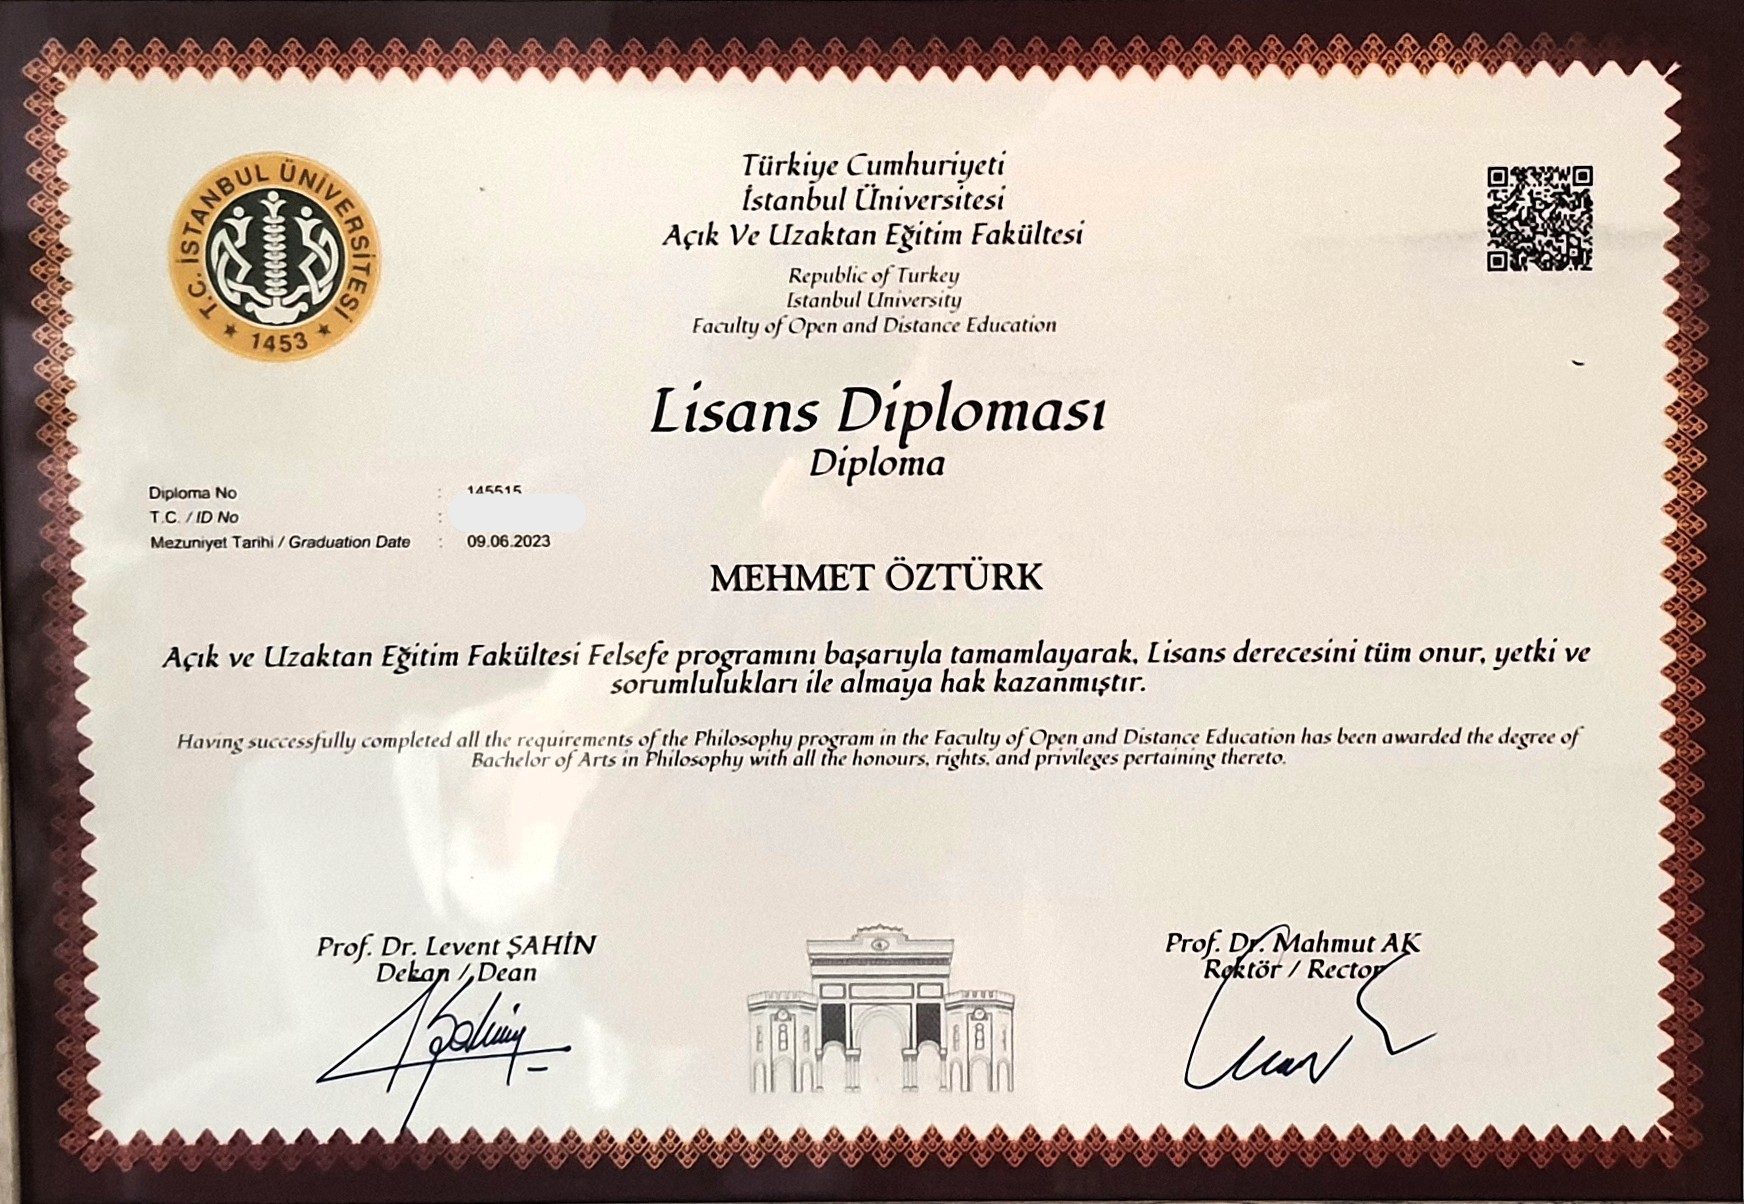 T.C. İSTANBUL ÜNİVERSİTESİ
★ 1453 ★
Türkiye Cumhuriyeti
İstanbul Üniversitesi
Açık Ve Uzaktan Eğitim Fakültesi
Republic of Turkey
Istanbul University
Faculty of Open and Distance Education
Lisans Diploması
Diploma
Diploma No : 145515
T.C. / ID No :
Mezuniyet Tarihi / Graduation Date : 09.06.2023
MEHMET ÖZTÜRK
Açık ve Uzaktan Eğitim Fakültesi Felsefe programını başarıyla tamamlayarak, Lisans derecesini tüm onur, yetki ve
sorumlulukları ile almaya hak kazanmıştır.
Having successfully completed all the requirements of the Philosophy program in the Faculty of Open and Distance Education has been awarded the degree of
Bachelor of Arts in Philosophy with all the honours, rights, and privileges pertaining thereto.
Prof. Dr. Levent ŞAHİN
Dekan / Dean
Prof. Dr. Mahmut AK
Rektör / Rector